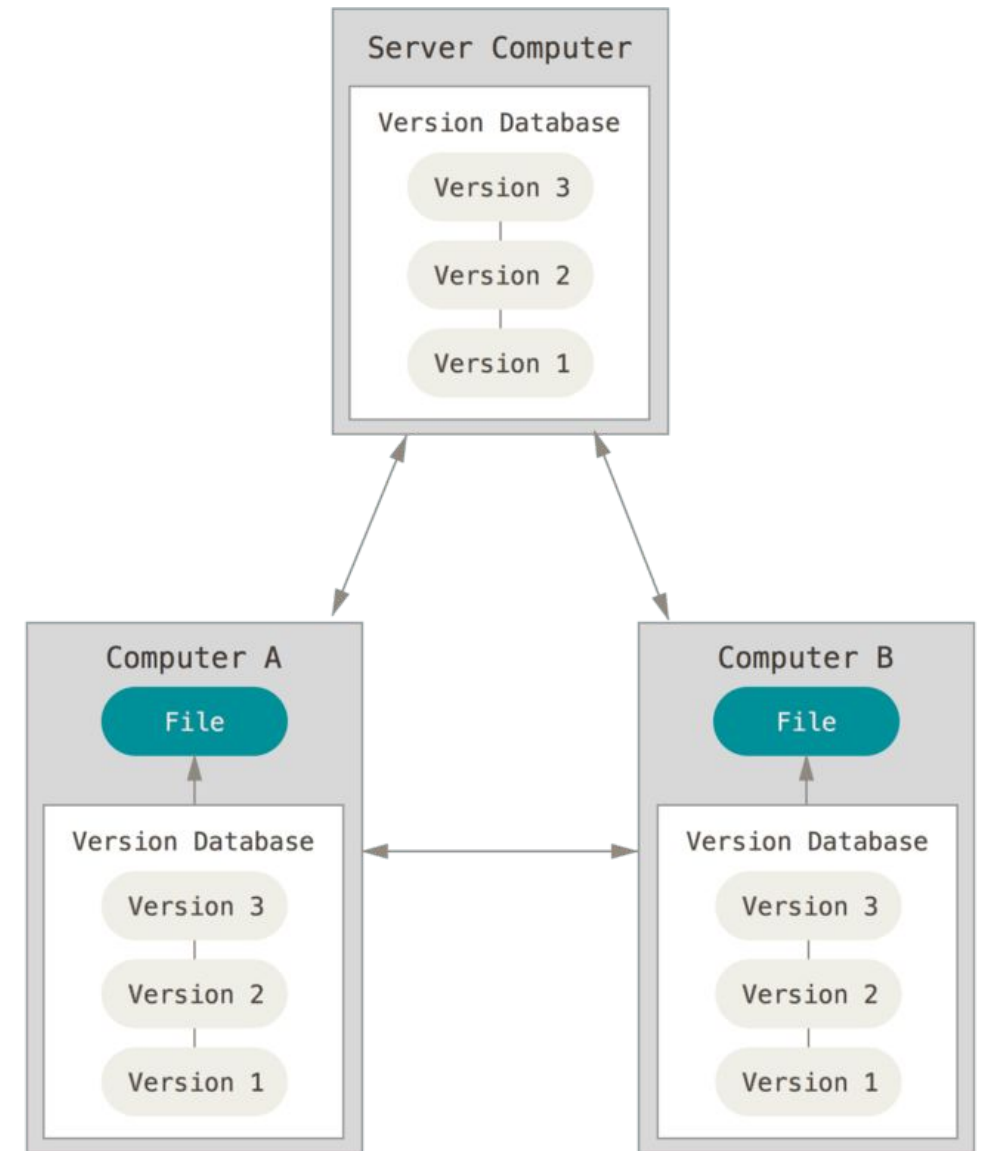 Server Computer
Version Database
Version 3
Version 2
Version 1
Computer A
File
Version Database
Version 3
Version 2
Version 1
Computer B
File
Version Database
Version 3
Version 2
Version 1